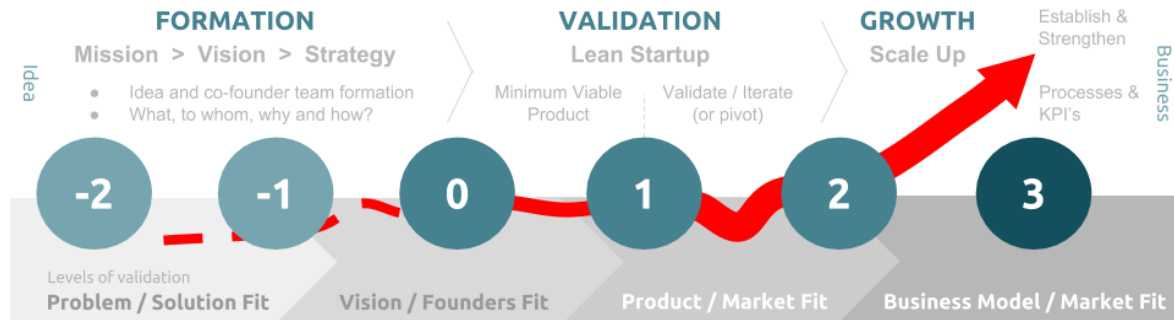 FORMATION
Mission > Vision > Strategy
● Idea and co-founder team formation
● What, to whom, why and how?
VALIDATION
Lean Startup
Minimum Viable
Product
Validate / Iterate
(or pivot)
GROWTH
Scale Up
Establish &
Strengthen
Processes &
KPI's
Idea
Business
-2
-1
0
1
2
3
Levels of validation
Problem / Solution Fit
Vision / Founders Fit
Product / Market Fit
Business Model / Market Fit